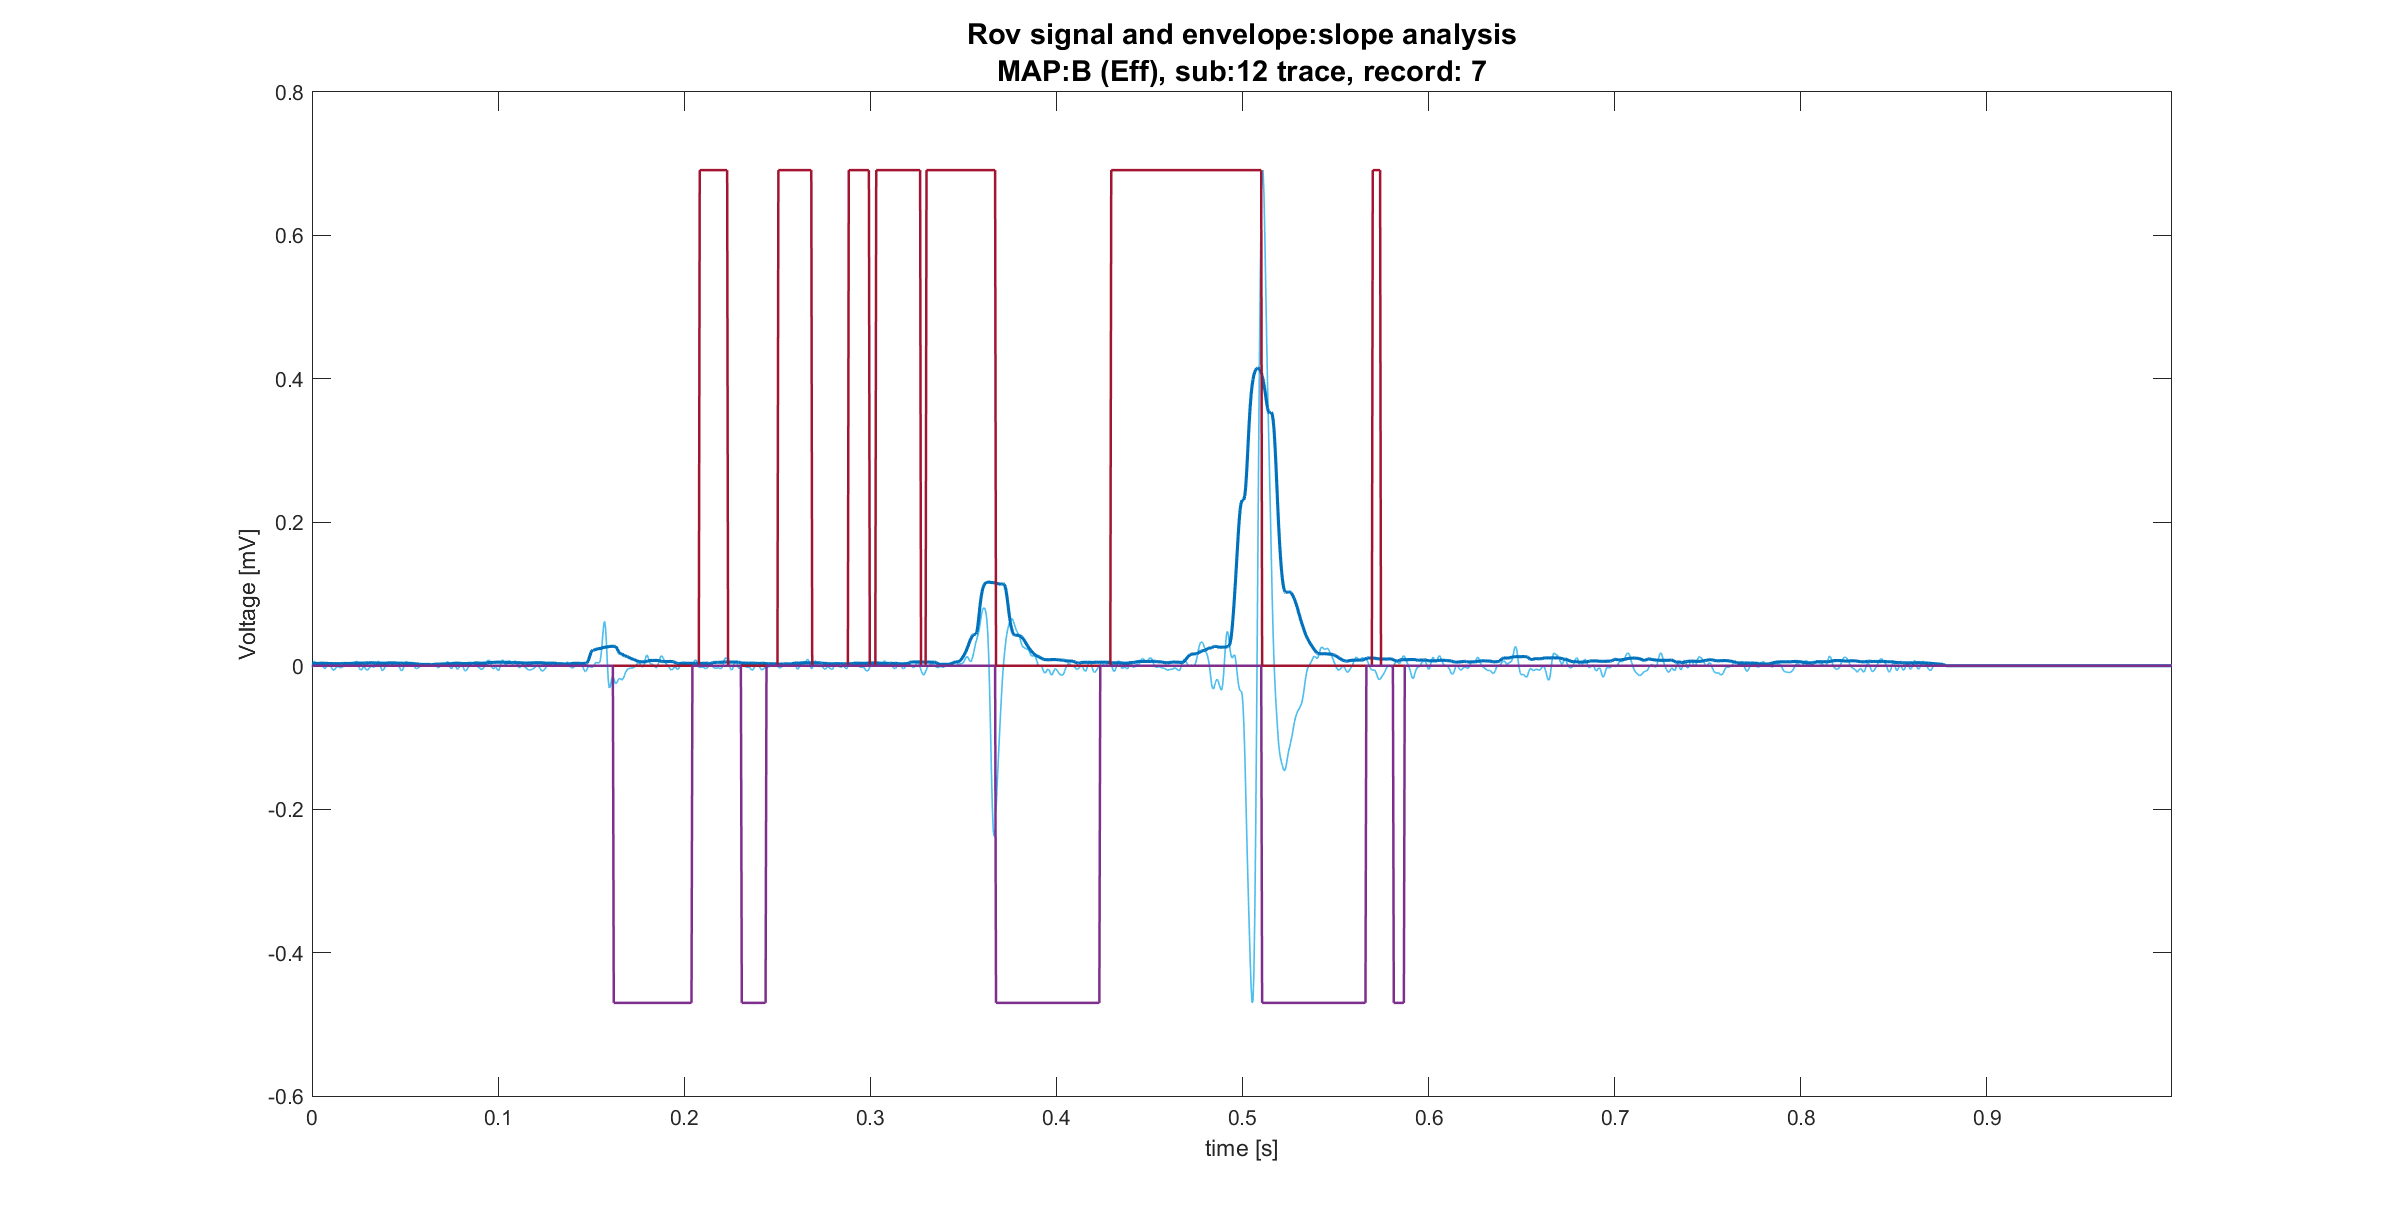 Rov signal and envelope:slope analysis
MAP:B (Eff), sub:12 trace, record: 7
0.8
0.6
0.4
0.2
0
-0.2
-0.4
-0.6
Voltage [mV]
0 0.1 0.2 0.3 0.4 0.5 0.6 0.7 0.8 0.9
time [s]